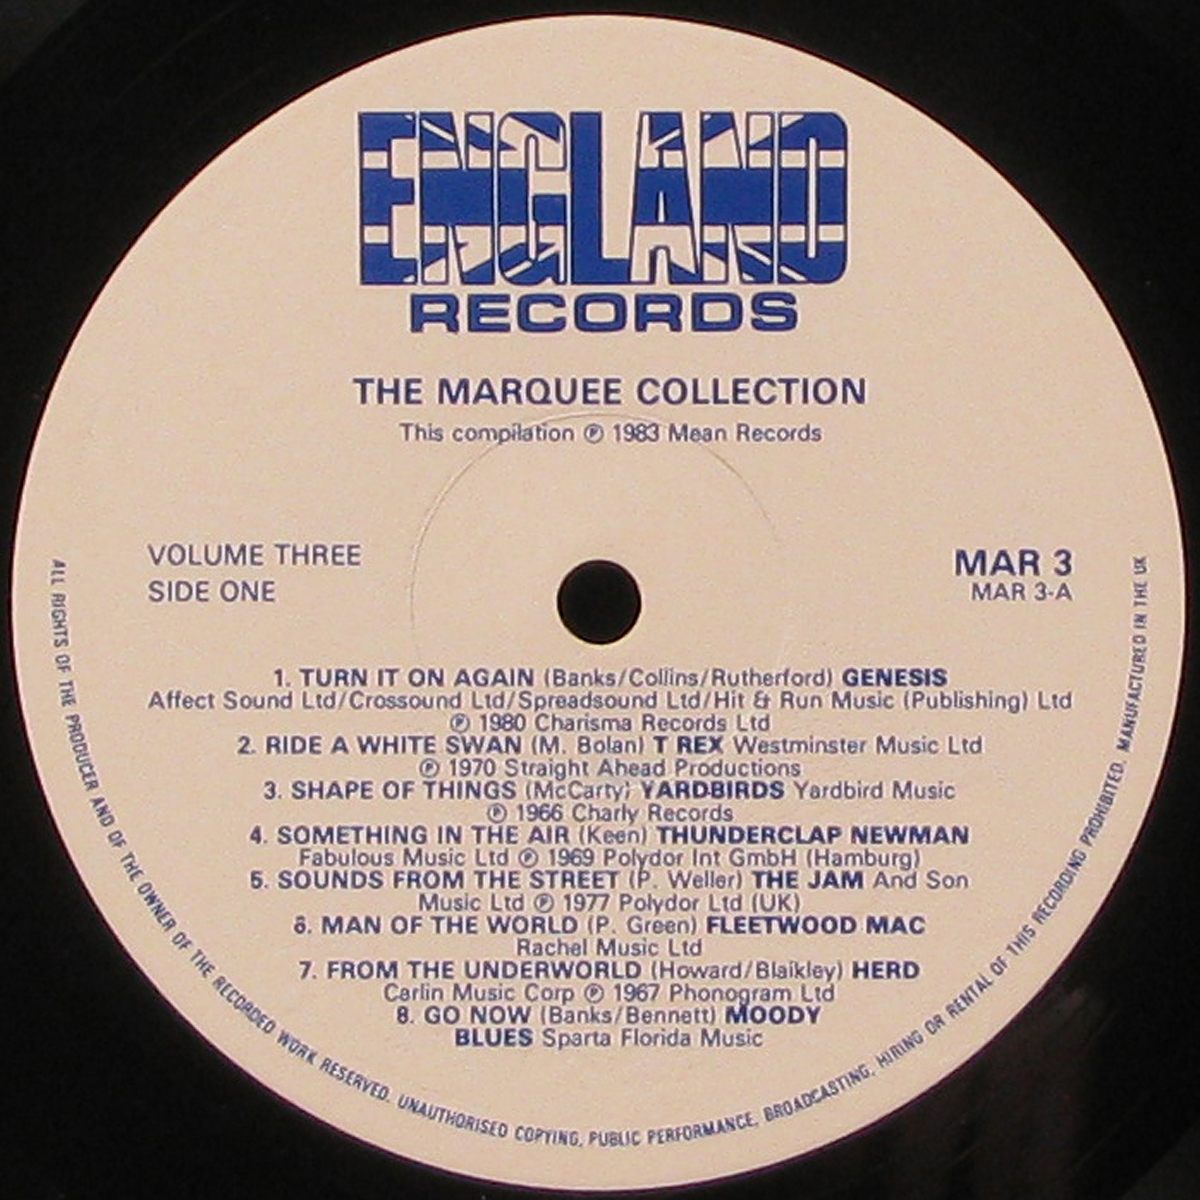 ENGLAND
RECORDS
THE MARQUEE COLLECTION
This compilation ℗ 1983 Mean Records
VOLUME THREE
SIDE ONE
MAR 3
MAR 3-A
1. TURN IT ON AGAIN (Banks/Collins/Rutherford) GENESIS
Affect Sound Ltd/Crossound Ltd/Spreadsound Ltd/Hit & Run Music (Publishing) Ltd
℗ 1980 Charisma Records Ltd
2. RIDE A WHITE SWAN (M. Bolan) T REX Westminster Music Ltd
℗ 1970 Straight Ahead Productions
3. SHAPE OF THINGS (McCarty) YARDBIRDS Yardbird Music
℗ 1966 Charly Records
4. SOMETHING IN THE AIR (Keen) THUNDERCLAP NEWMAN
Fabulous Music Ltd ℗ 1969 Polydor Int GmbH (Hamburg)
5. SOUNDS FROM THE STREET (P. Weller) THE JAM And Son
Music Ltd ℗ 1977 Polydor Ltd (UK)
6. MAN OF THE WORLD (P. Green) FLEETWOOD MAC
Rachel Music Ltd
7. FROM THE UNDERWORLD (Howard/Blaikley) HERD
Carlin Music Corp ℗ 1967 Phonogram Ltd
8. GO NOW (Banks/Bennett) MOODY
BLUES Sparta Florida Music
ALL RIGHTS OF THE PRODUCER AND OF THE OWNER OF THE RECORDED WORK RESERVED. UNAUTHORISED COPYING, PUBLIC PERFORMANCE, BROADCASTING, HIRING OR RENTAL OF THIS RECORDING PROHIBITED. MANUFACTURED IN THE UK